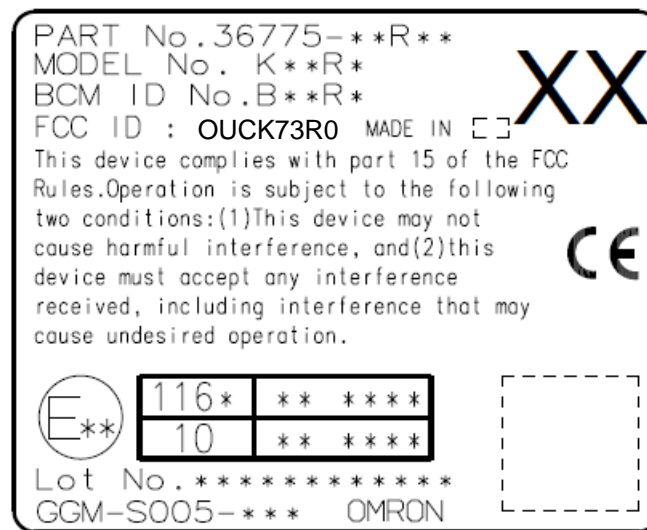 PART No.36775-**R**
MODEL No. K**R*
BCM ID No.B**R*
XX
FCC ID : OUCK73R0 MADE IN
This device complies with part 15 of the FCC
Rules.Operation is subject to the following
two conditions:(1)This device may not
cause harmful interference, and(2)this
device must accept any interference
received, including interference that may
cause undesired operation.
CE
E**
116* ** ****
10 ** ****
Lot No.************
GGM-S005-*** OMRON